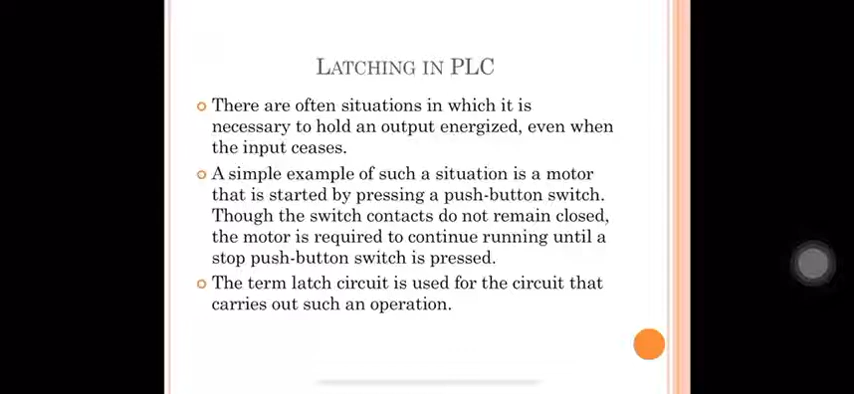 LATCHING IN PLC
There are often situations in which it is
necessary to hold an output energized, even when
the input ceases.
A simple example of such a situation is a motor
that is started by pressing a push-button switch.
Though the switch contacts do not remain closed,
the motor is required to continue running until a
stop push-button switch is pressed.
The term latch circuit is used for the circuit that
carries out such an operation.